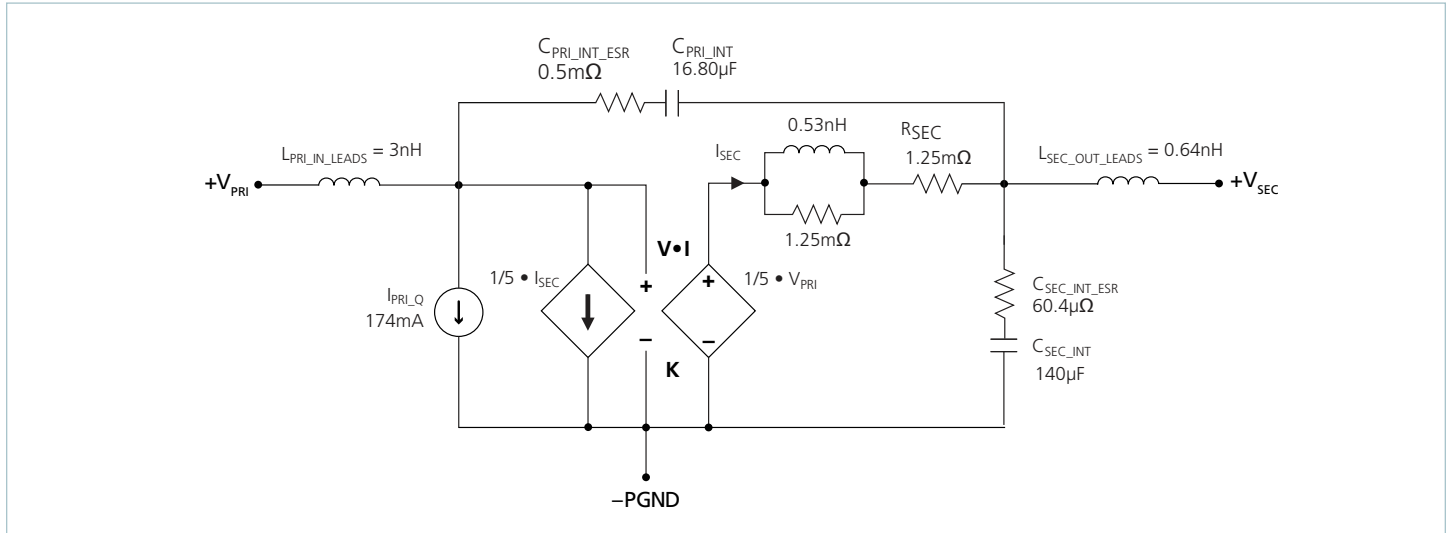 C_PRI_INT_ESR
0.5mΩ
C_PRI_INT
16.80µF
0.53nH
R_SEC
1.25mΩ
L_PRI_IN_LEADS = 3nH
I_SEC
L_SEC_OUT_LEADS = 0.64nH
+V_PRI
+V_SEC
1.25mΩ
V•I
1/5 • I_SEC
+
+
1/5 • V_PRI
I_PRI_Q
174mA
–
–
K
C_SEC_INT_ESR
60.4µΩ
C_SEC_INT
140µF
–PGND